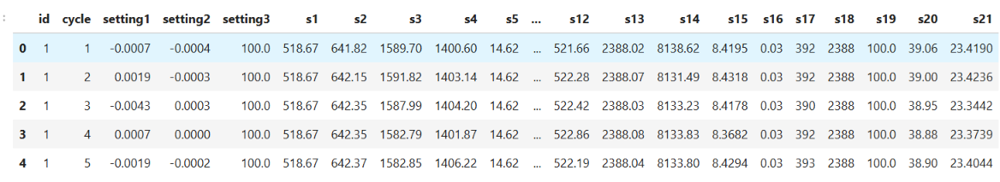 :
id cycle setting1 setting2 setting3 s1 s2 s3 s4 s5 ... s12 s13 s14 s15 s16 s17 s18 s19 s20 s21
0 1 1 -0.0007 -0.0004 100.0 518.67 641.82 1589.70 1400.60 14.62 ... 521.66 2388.02 8138.62 8.4195 0.03 392 2388 100.0 39.06 23.4190
1 1 2 0.0019 -0.0003 100.0 518.67 642.15 1591.82 1403.14 14.62 ... 522.28 2388.07 8131.49 8.4318 0.03 392 2388 100.0 39.00 23.4236
2 1 3 -0.0043 0.0003 100.0 518.67 642.35 1587.99 1404.20 14.62 ... 522.42 2388.03 8133.23 8.4178 0.03 390 2388 100.0 38.95 23.3442
3 1 4 0.0007 0.0000 100.0 518.67 642.35 1582.79 1401.87 14.62 ... 522.86 2388.08 8133.83 8.3682 0.03 392 2388 100.0 38.88 23.3739
4 1 5 -0.0019 -0.0002 100.0 518.67 642.37 1582.85 1406.22 14.62 ... 522.19 2388.04 8133.80 8.4294 0.03 393 2388 100.0 38.90 23.4044